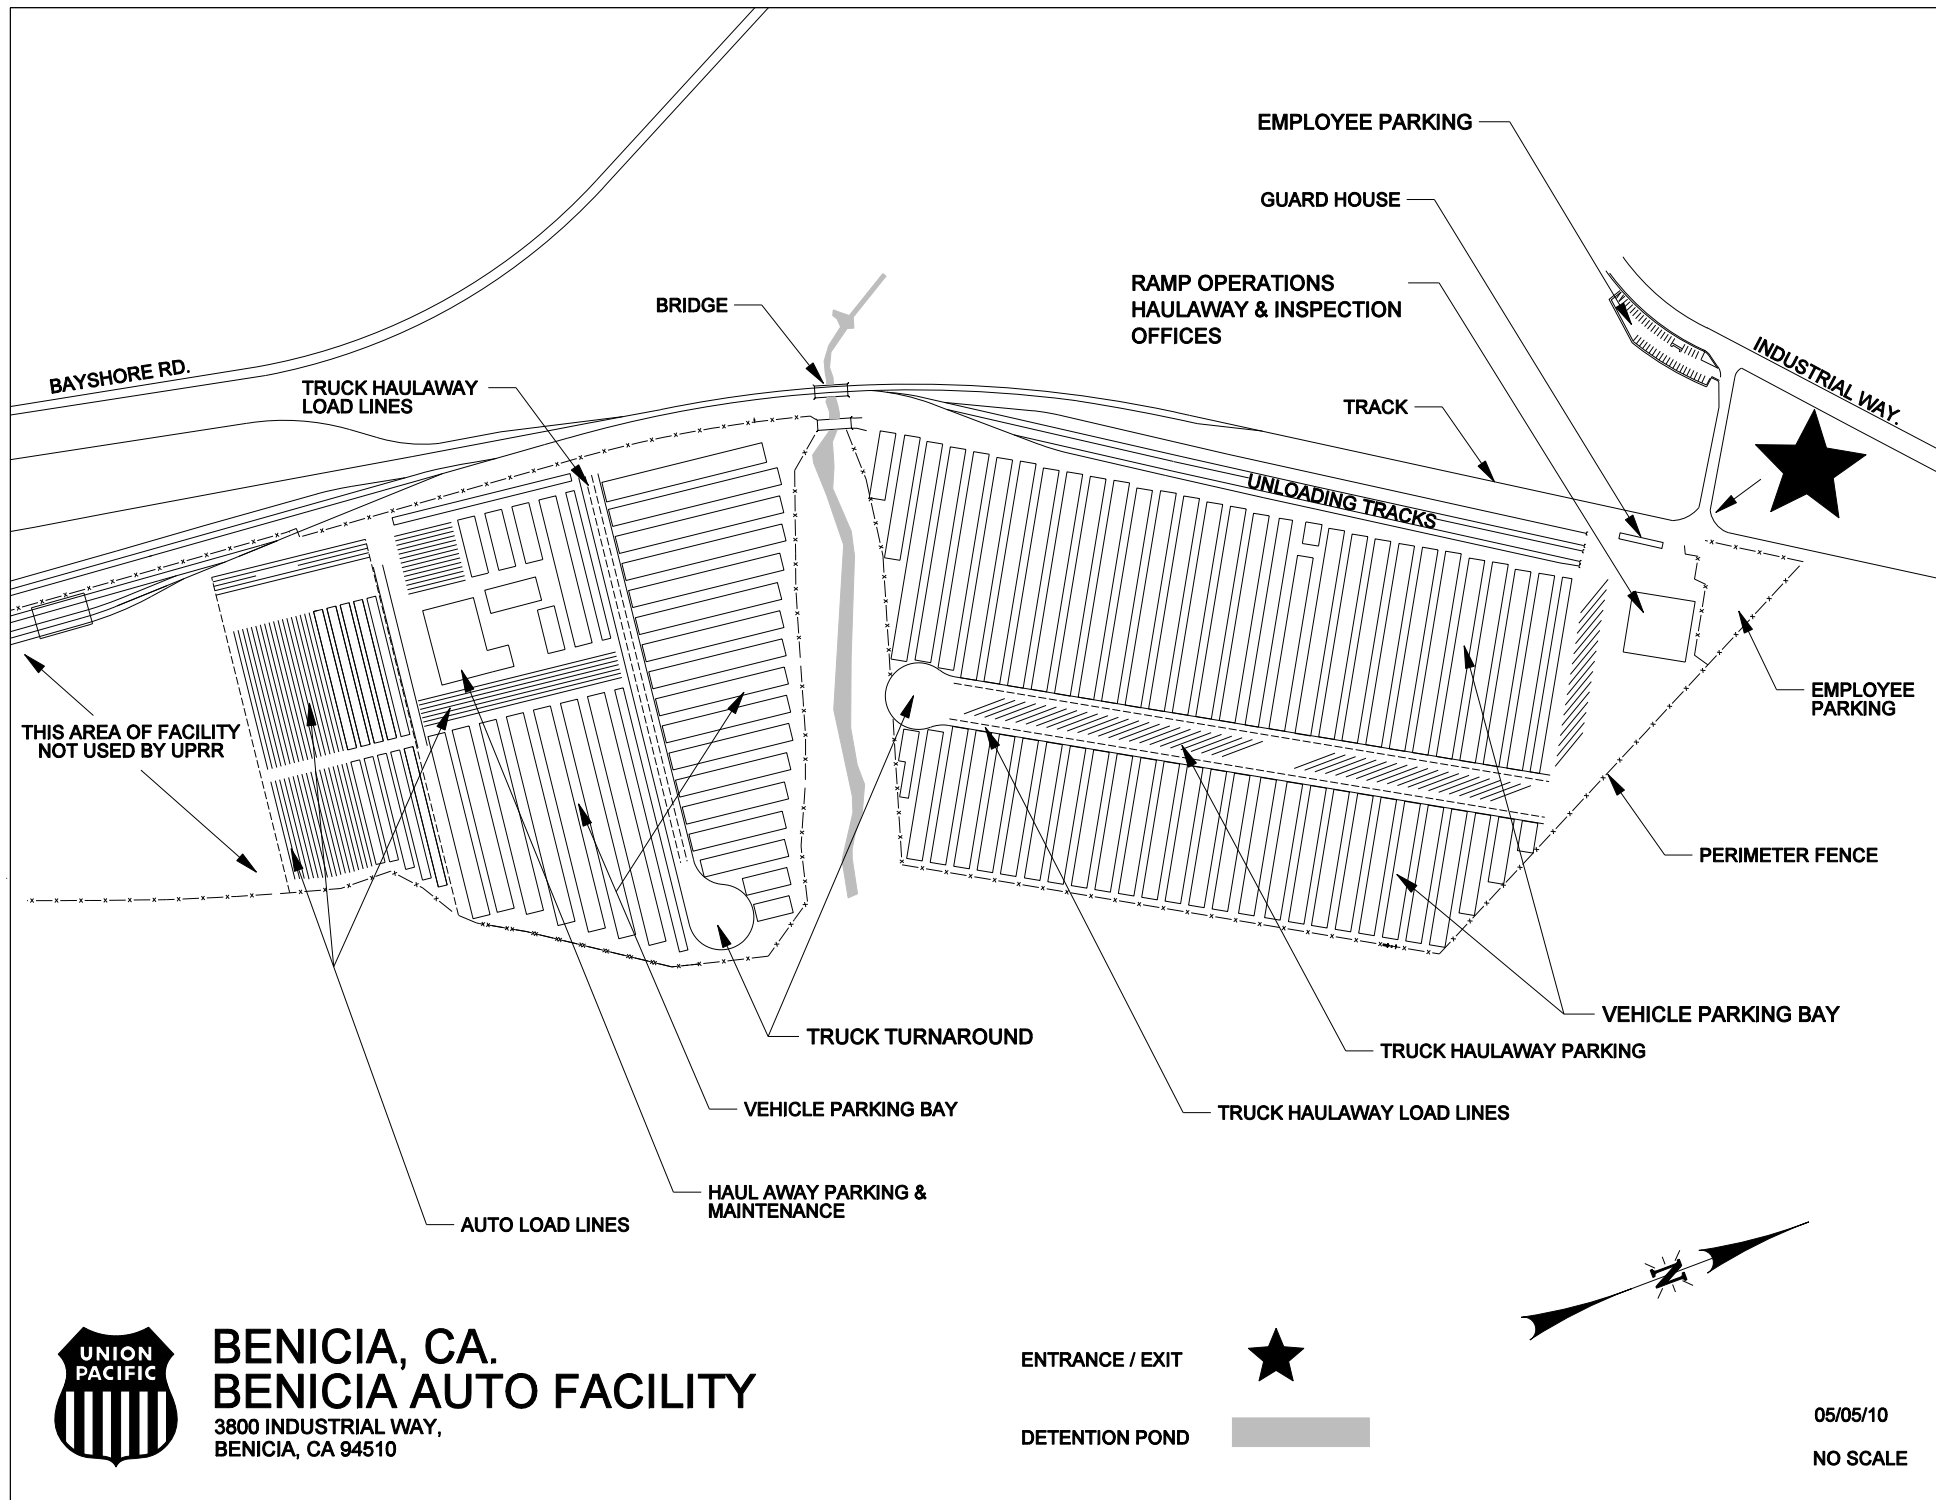 EMPLOYEE PARKING
GUARD HOUSE
RAMP OPERATIONS
HAULAWAY & INSPECTION
OFFICES
BRIDGE
INDUSTRIAL WAY.
BAYSHORE RD.
TRUCK HAULAWAY
LOAD LINES
TRACK
UNLOADING TRACKS
EMPLOYEE
PARKING
THIS AREA OF FACILITY
NOT USED BY UPRR
PERIMETER FENCE
VEHICLE PARKING BAY
TRUCK TURNAROUND
TRUCK HAULAWAY PARKING
VEHICLE PARKING BAY
TRUCK HAULAWAY LOAD LINES
HAUL AWAY PARKING &
MAINTENANCE
AUTO LOAD LINES
N
UNION
PACIFIC
BENICIA, CA.
BENICIA AUTO FACILITY
3800 INDUSTRIAL WAY,
BENICIA, CA 94510
ENTRANCE / EXIT
DETENTION POND
05/05/10
NO SCALE